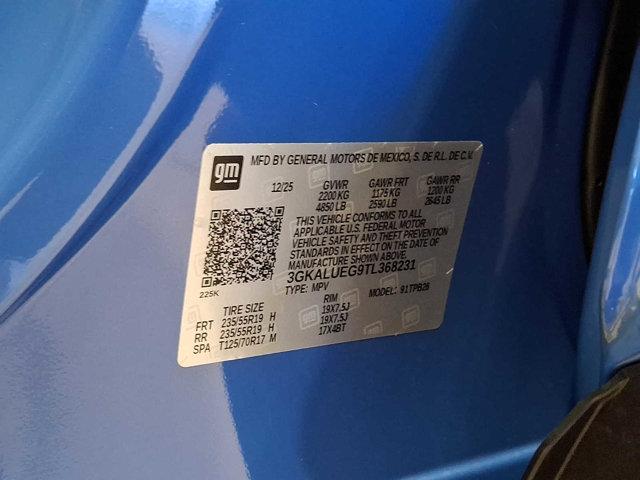 gm MFD BY GENERAL MOTORS DE MEXICO, S. DE R.L. DE C.V.
12/25 GVWR GAWR FRT GAWR RR
2200 KG 1175 KG 1200 KG
4850 LB 2590 LB 2645 LB
THIS VEHICLE CONFORMS TO ALL
APPLICABLE U.S. FEDERAL MOTOR
VEHICLE SAFETY AND THEFT PREVENTION
STANDARDS IN EFFECT ON THE DATE OF
MANUFACTURE SHOWN ABOVE.
3GKALUEG9TL368231
225K
TYPE: MPV MODEL: 91TPB26
TIRE SIZE RIM
FRT 235/55R19 H 19X7.5J
RR 235/55R19 H 19X7.5J
SPA T125/70R17 M 17X4BT